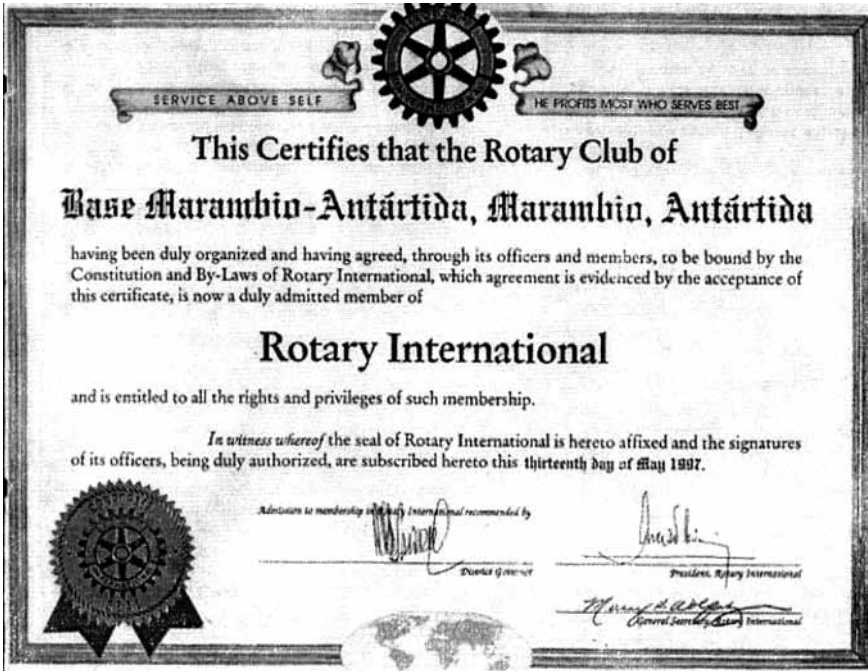 SERVICE ABOVE SELF
HE PROFITS MOST WHO SERVES BEST
This Certifies that the Rotary Club of
Base Marambio-Antártida, Marambio, Antártida
having been duly organized and having agreed, through its officers and members, to be bound by the
Constitution and By-Laws of Rotary International, which agreement is evidenced by the acceptance of
this certificate, is now a duly admitted member of
Rotary International
and is entitled to all the rights and privileges of such membership.
In witness whereof the seal of Rotary International is hereto affixed and the signatures
of its officers, being duly authorized, are subscribed hereto this thirteenth day of May 1997.
Admission to membership in Rotary International recommended by
District Governor
President, Rotary International
General Secretary, Rotary International